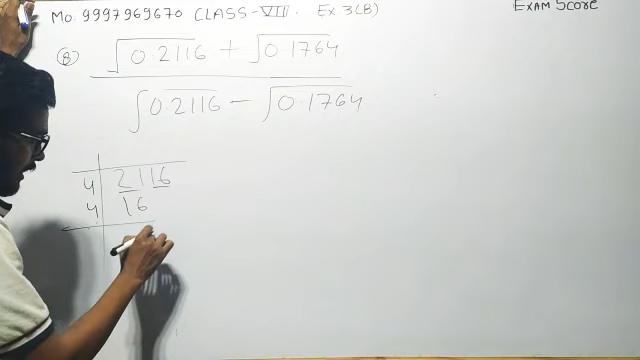 Mo. 9997969670 CLASS-VIII Ex 3(B)
EXAM Score
(8) √0.2116 + √0.1764
√0.2116 - √0.1764
4 2116
4 16